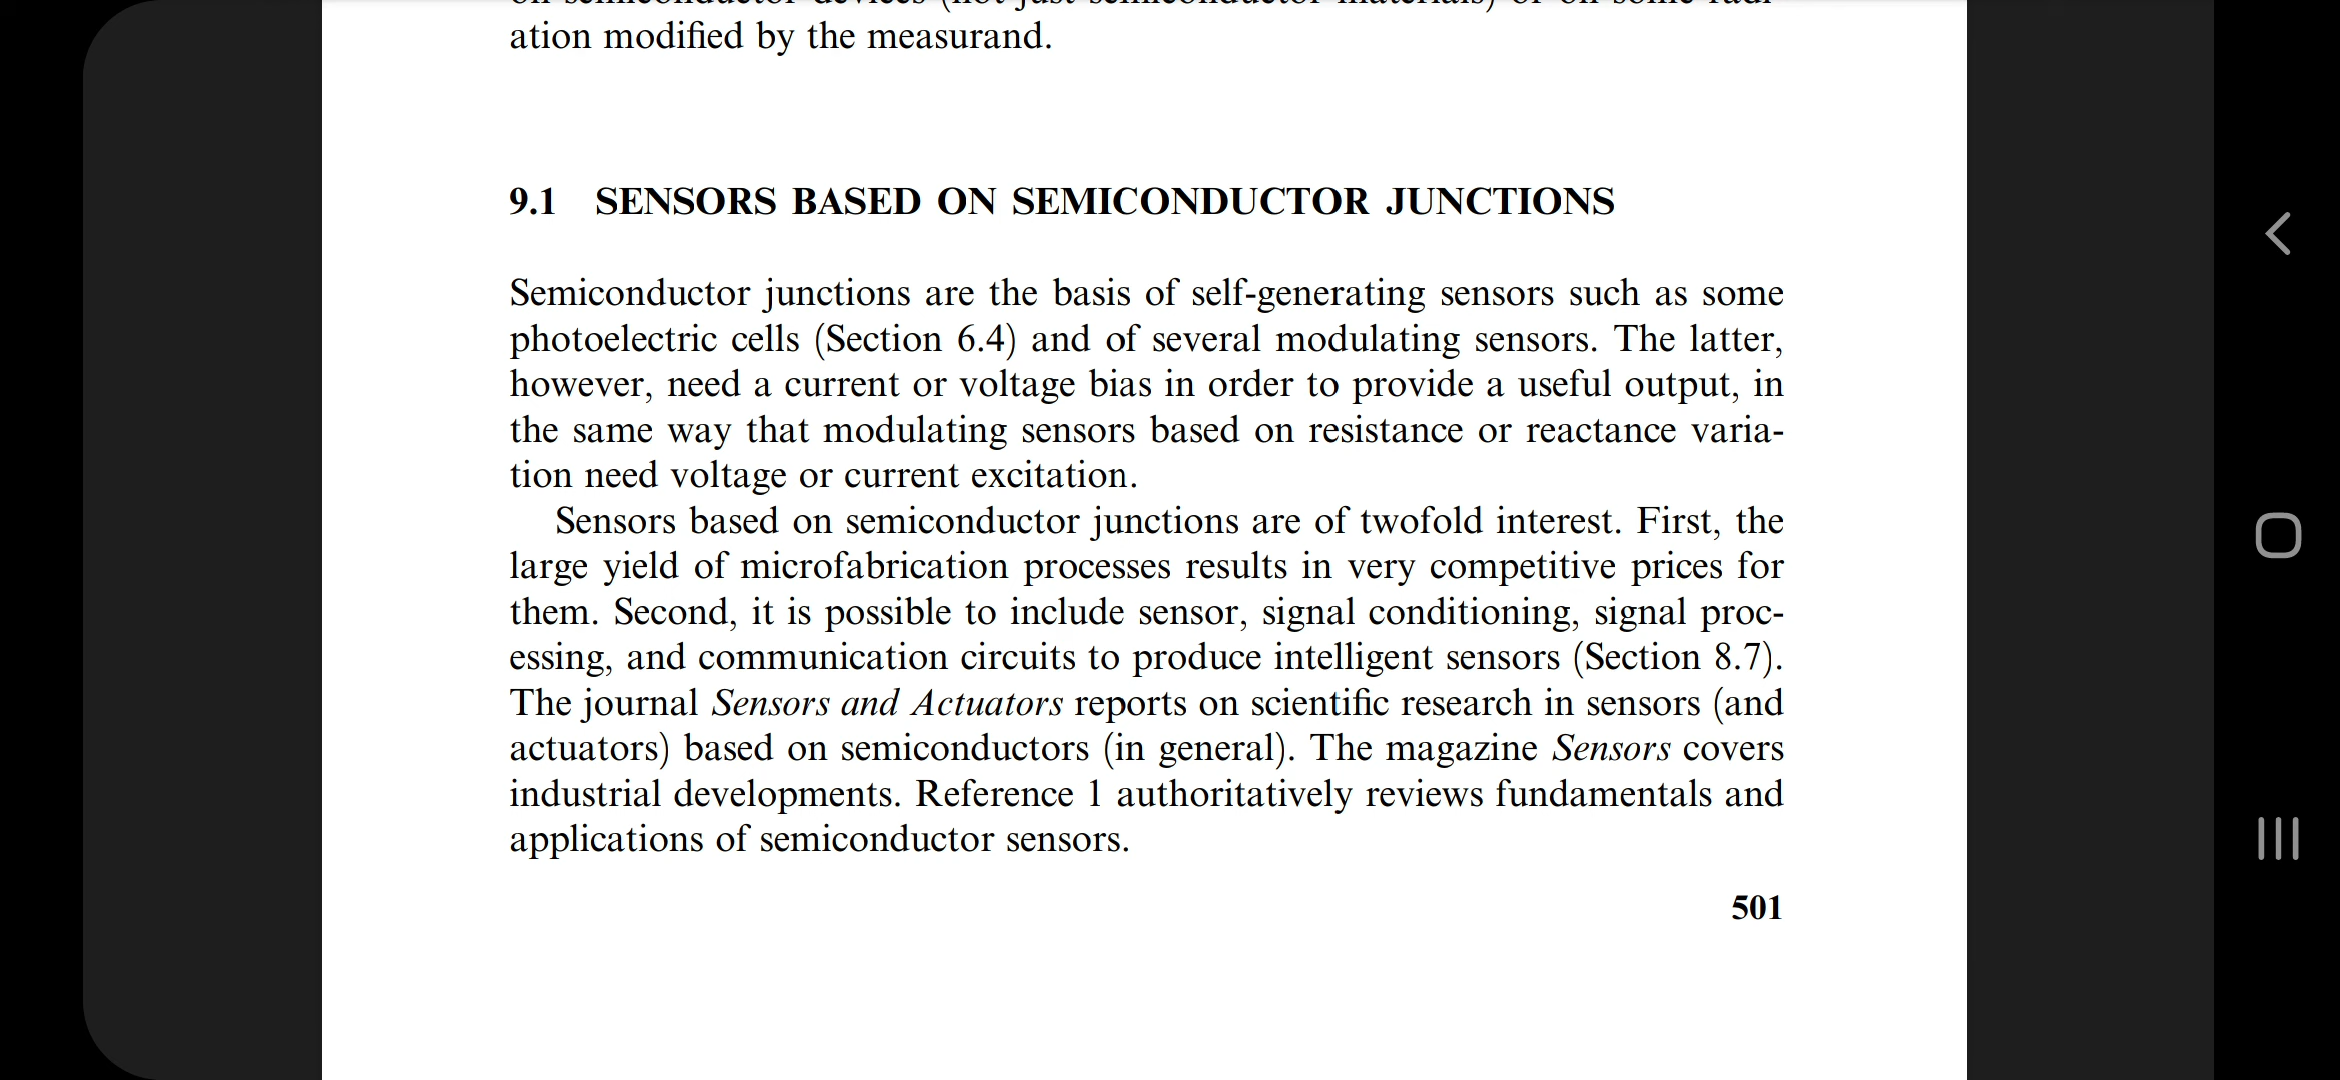 ation modified by the measurand.
9.1 SENSORS BASED ON SEMICONDUCTOR JUNCTIONS
Semiconductor junctions are the basis of self-generating sensors such as some
photoelectric cells (Section 6.4) and of several modulating sensors. The latter,
however, need a current or voltage bias in order to provide a useful output, in
the same way that modulating sensors based on resistance or reactance varia-
tion need voltage or current excitation.
Sensors based on semiconductor junctions are of twofold interest. First, the
large yield of microfabrication processes results in very competitive prices for
them. Second, it is possible to include sensor, signal conditioning, signal proc-
essing, and communication circuits to produce intelligent sensors (Section 8.7).
The journal Sensors and Actuators reports on scientific research in sensors (and
actuators) based on semiconductors (in general). The magazine Sensors covers
industrial developments. Reference 1 authoritatively reviews fundamentals and
applications of semiconductor sensors.
501